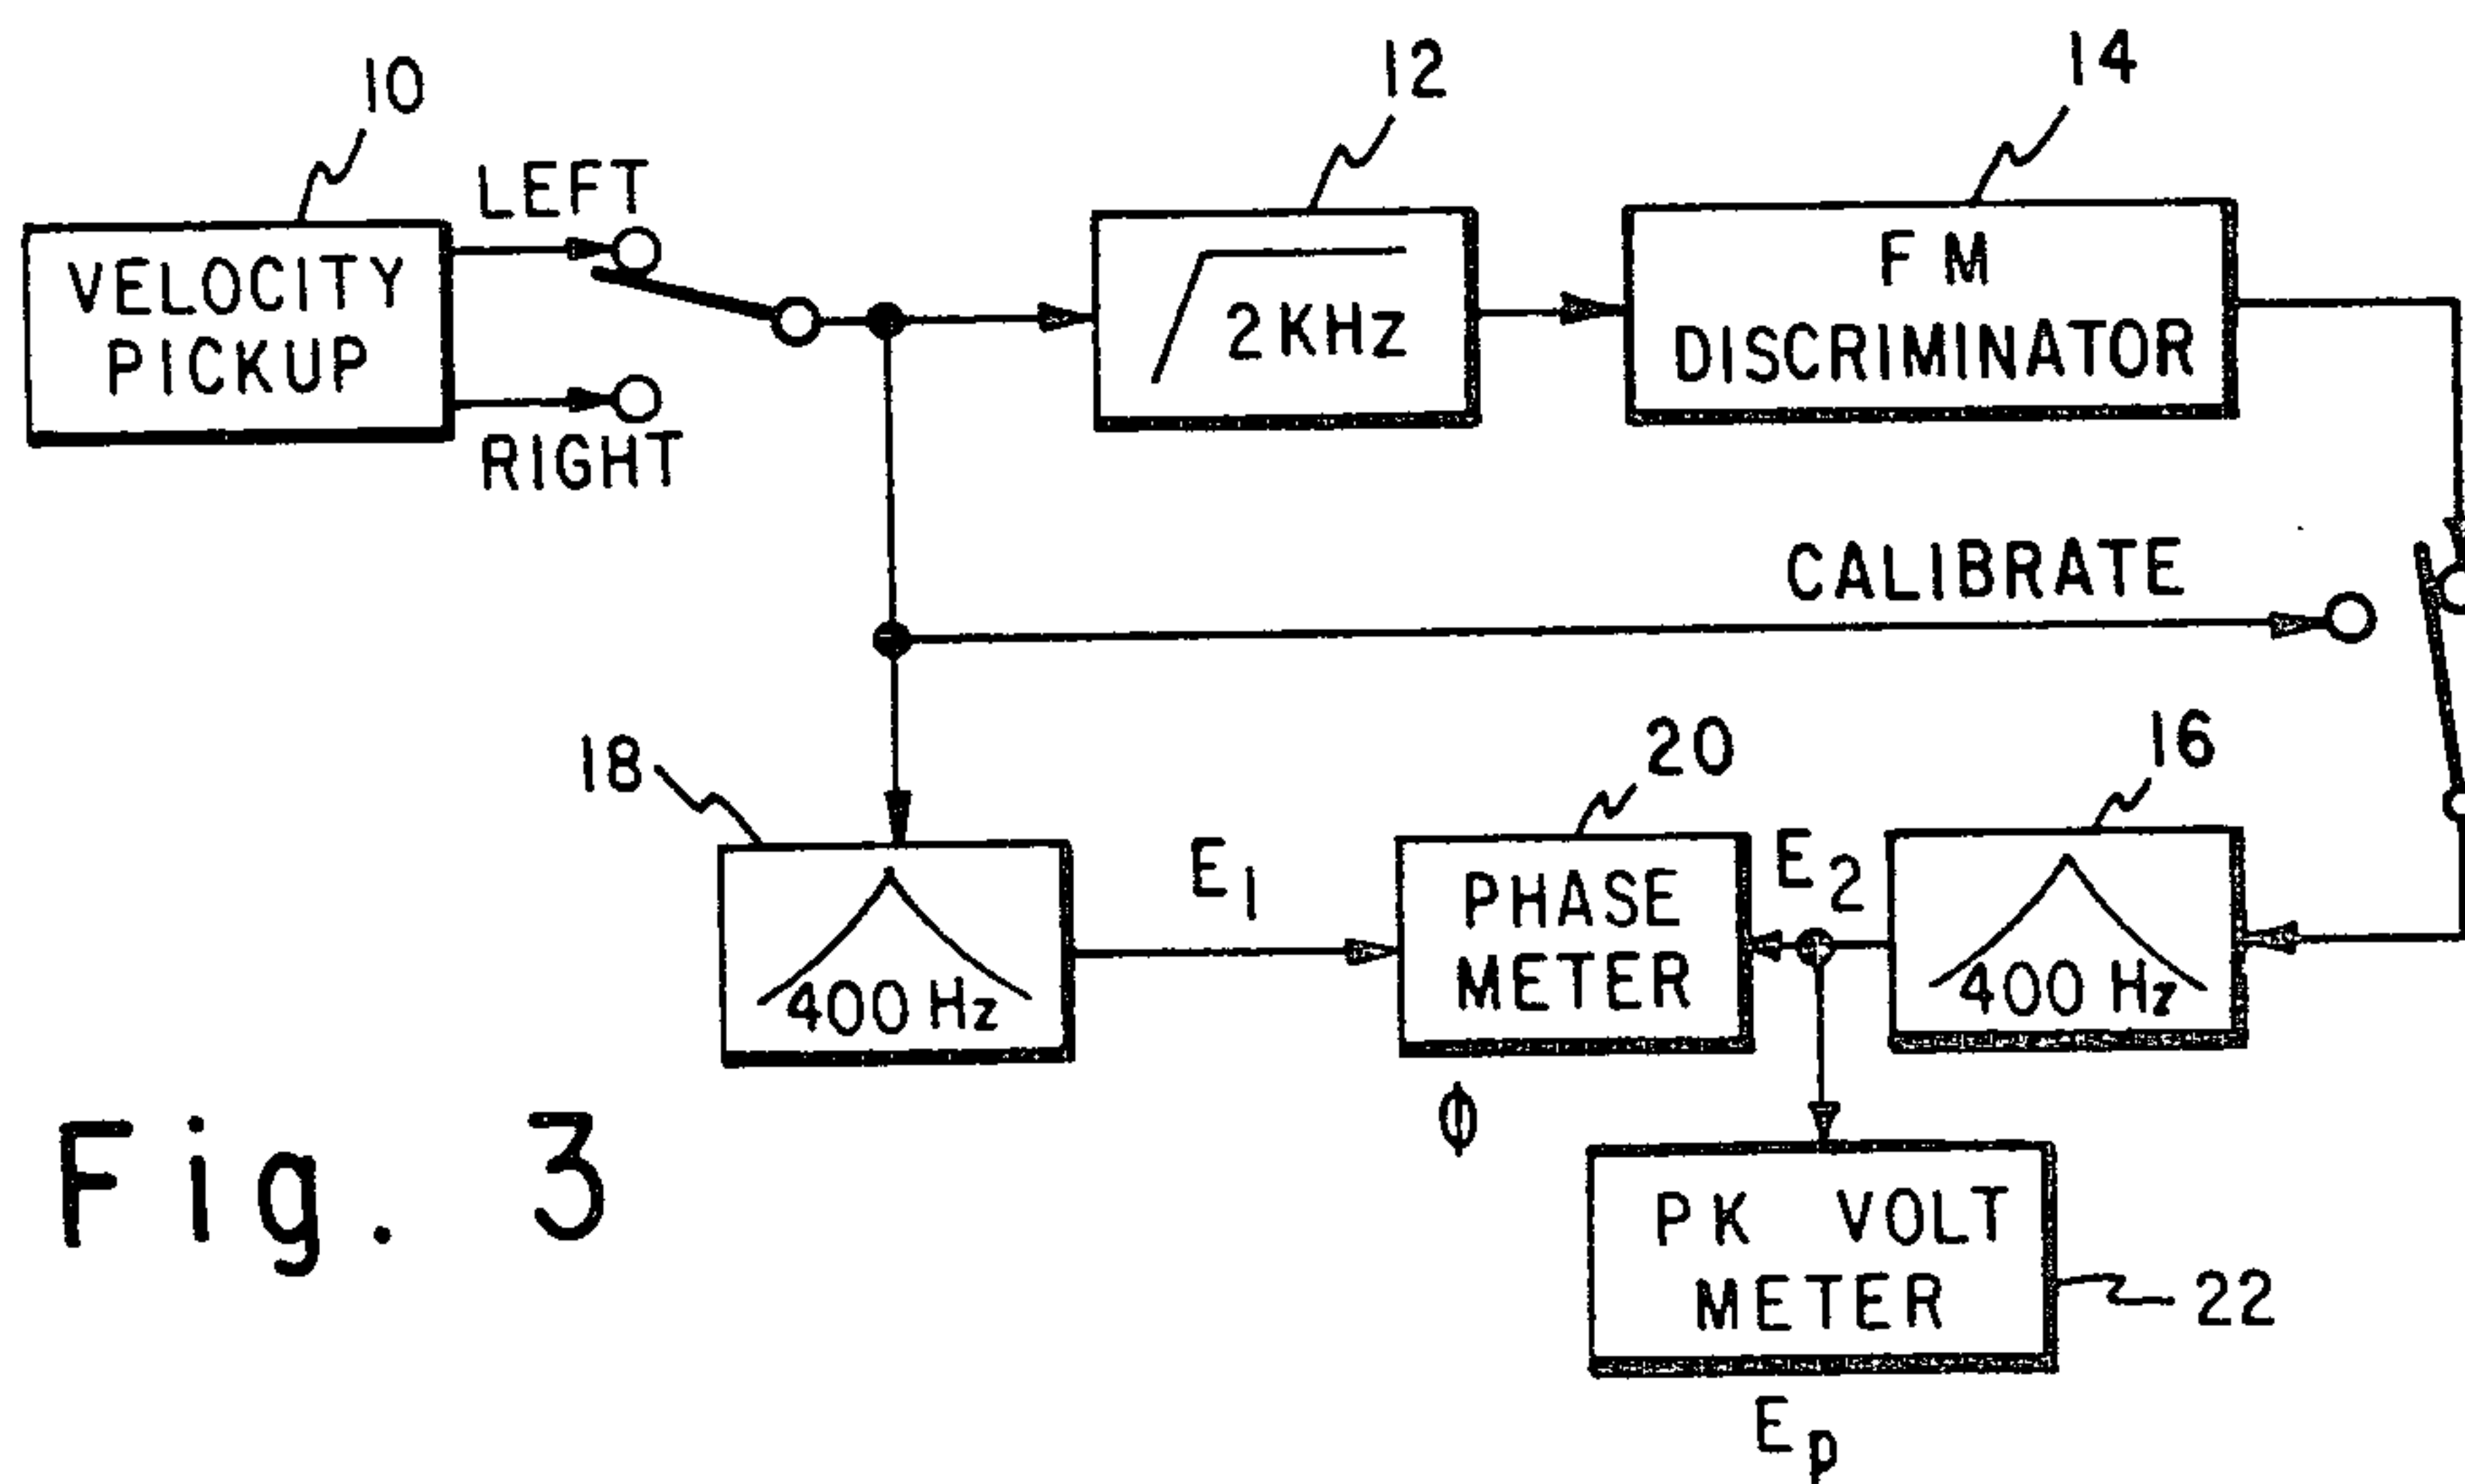 10
12
14
LEFT
VELOCITY
PICKUP
RIGHT
2KHz
FM
DISCRIMINATOR
CALIBRATE
18
20
16
E1
E2
400 Hz
PHASE
METER
400 Hz
ϕ
Fig. 3
PK VOLT
METER
22
Ep